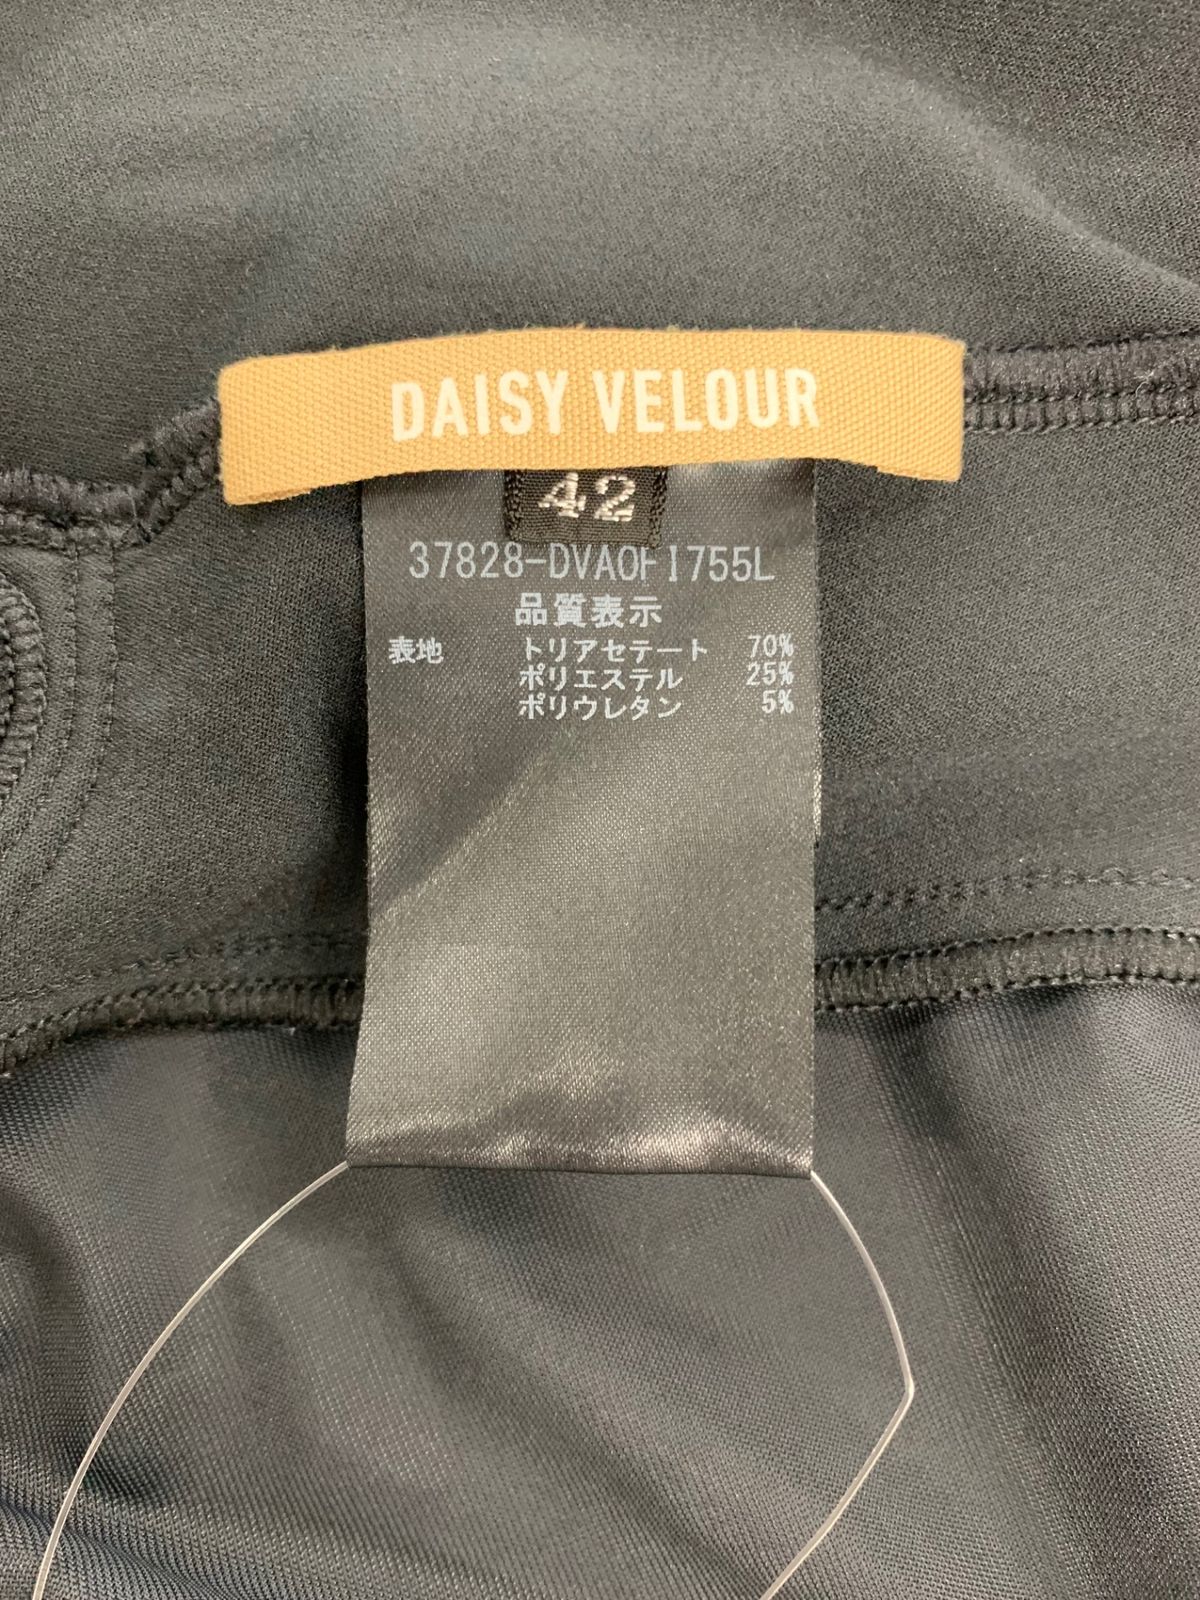 DAISY VELOUR
42
37828-DVA0FI755L
品質表示
表地 トリアセテート 70%
ポリエステル 25%
ポリウレタン 5%